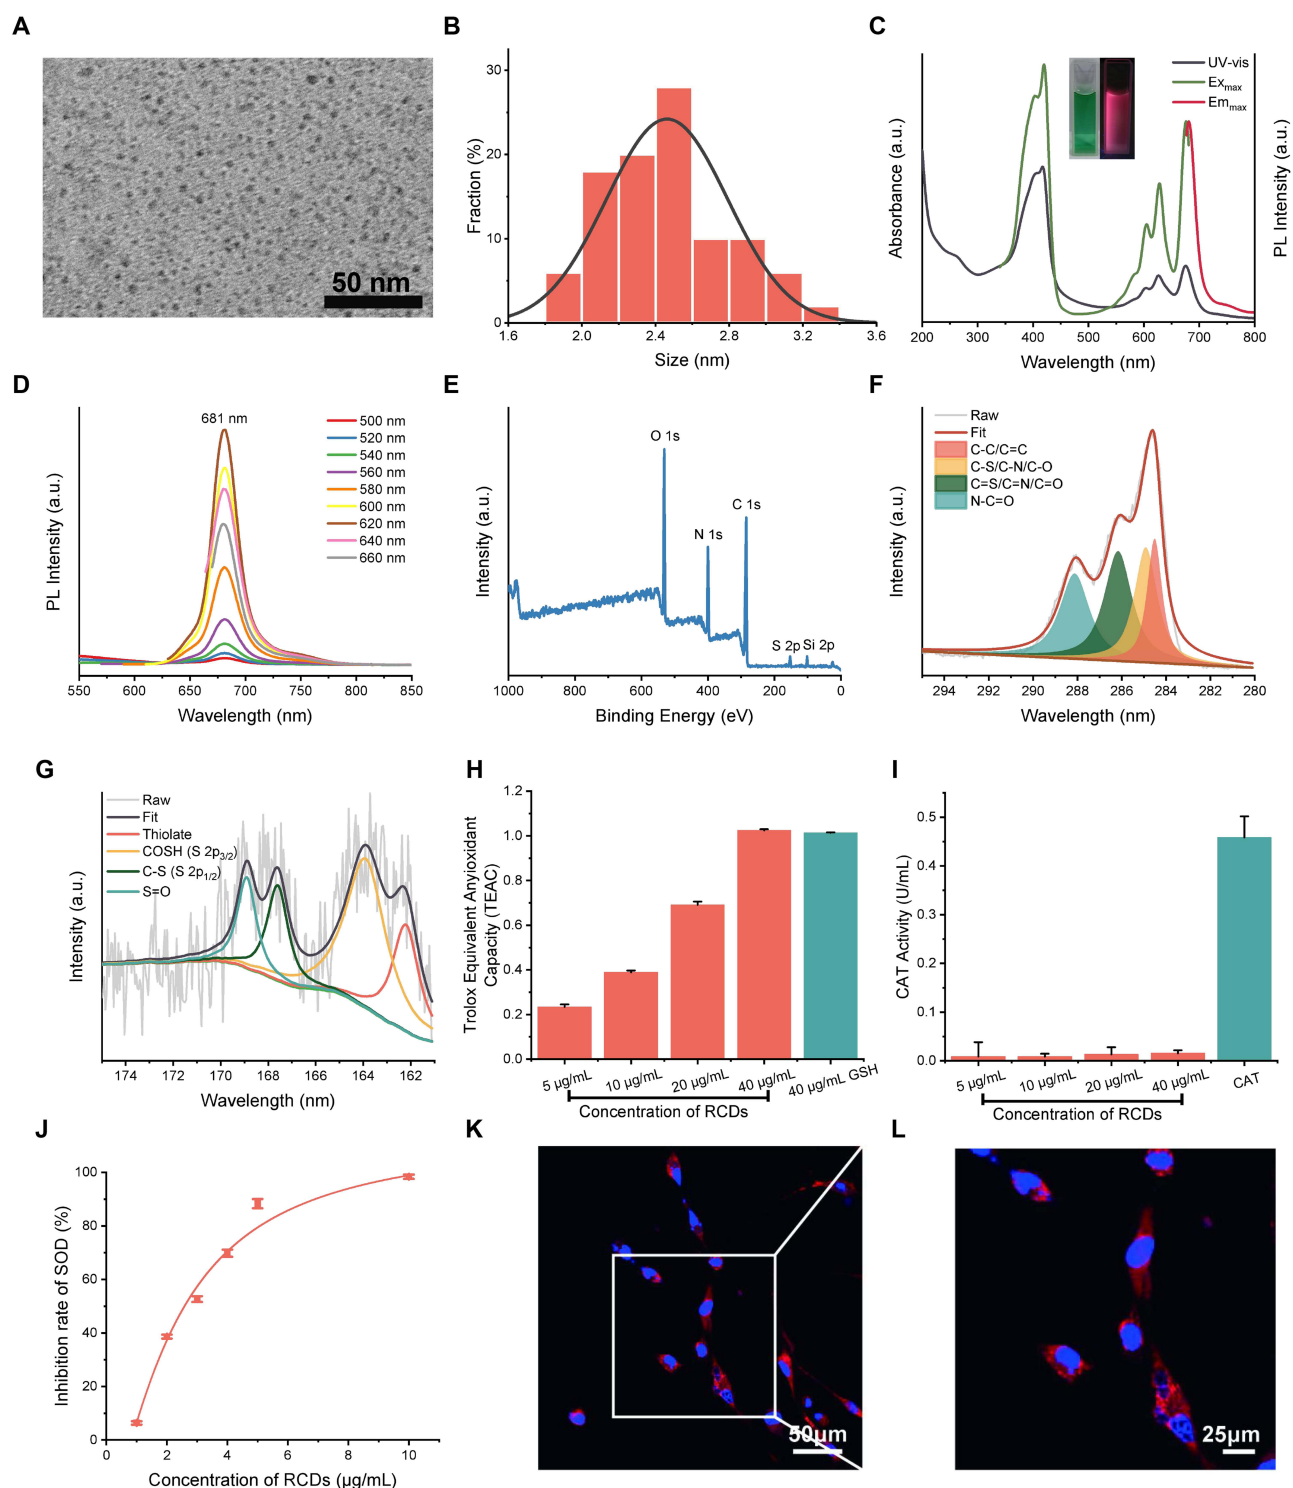 A
50 nm
B
Fraction (%)
30
20
10
0
1.6 2.0 2.4 2.8 3.2 3.6
Size (nm)
C
Absorbance (a.u.)
UV-vis
Exmax
Emmax
PL Intensity (a.u.)
200 300 400 500 600 700 800
Wavelength (nm)
D
PL Intensity (a.u.)
681 nm
500 nm
520 nm
540 nm
560 nm
580 nm
600 nm
620 nm
640 nm
660 nm
550 600 650 700 750 800 850
Wavelength (nm)
E
Intensity (a.u.)
O 1s
C 1s
N 1s
S 2p Si 2p
1000 800 600 400 200 0
Binding Energy (eV)
F
Intensity (a.u.)
Raw
Fit
C-C/C=C
C-S/C-N/C-O
C=S/C=N/C=O
N-C=O
294 292 290 288 286 284 282 280
Wavelength (nm)
G
Intensity (a.u.)
Raw
Fit
Thiolate
COSH (S 2p3/2)
C-S (S 2p1/2)
S=O
174 172 170 168 166 164 162
Wavelength (nm)
H
Trolox Equivalent Anyioxidant
Capacity (TEAC)
1.2
1.0
0.8
0.6
0.4
0.2
0.0
5 μg/mL 10 μg/mL 20 μg/mL 40 μg/mL 40 μg/mL GSH
Concentration of RCDs
I
CAT Activity (U/mL)
0.5
0.4
0.3
0.2
0.1
0.0
5 μg/mL 10 μg/mL 20 μg/mL 40 μg/mL CAT
Concentration of RCDs
J
Inhibition rate of SOD (%)
100
80
60
40
20
0
0 2 4 6 8 10
Concentration of RCDs (μg/mL)
K
50μm
L
25μm